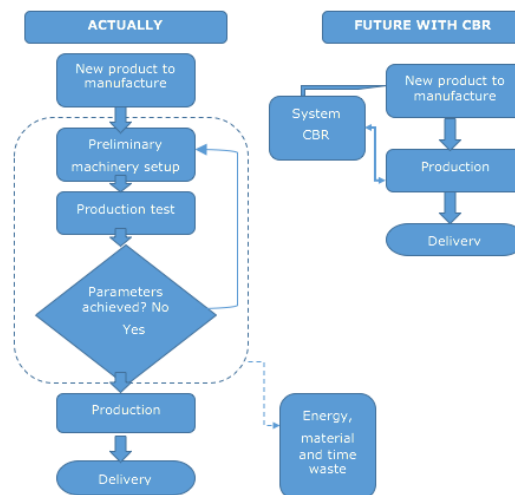 ACTUALLY
New product to
manufacture
Preliminary
machinery setup
Production test
Parameters
achieved? No
Yes
Production
Delivery
Energy,
material
and time
waste
FUTURE WITH CBR
New product to
manufacture
System
CBR
Production
Delivery